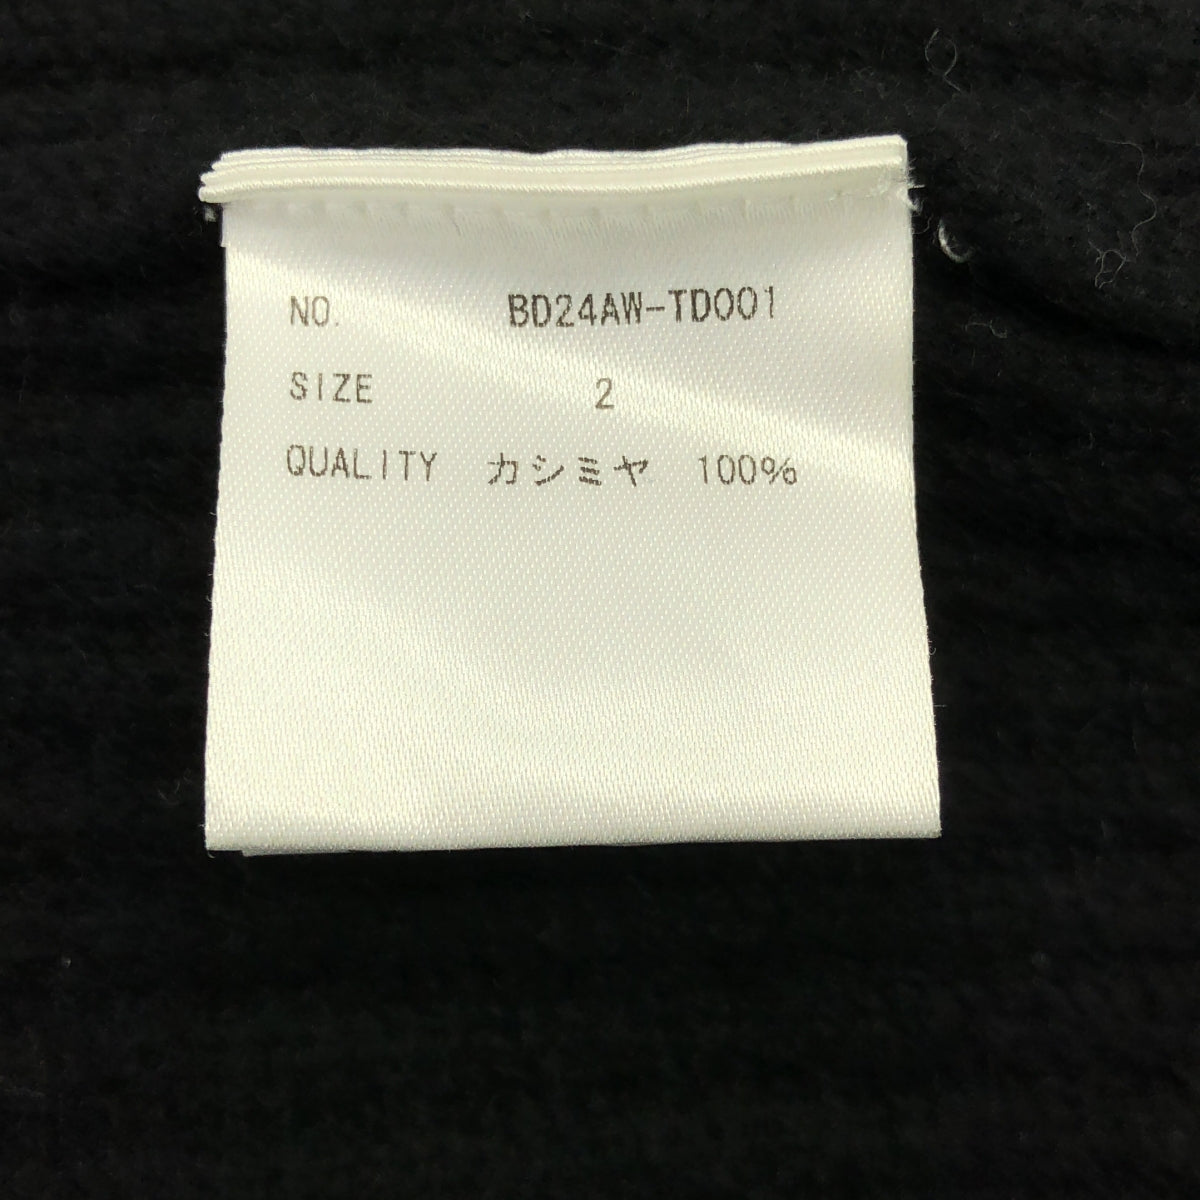 NO. BD24AW-TD001
SIZE 2
QUALITY カシミヤ 100%